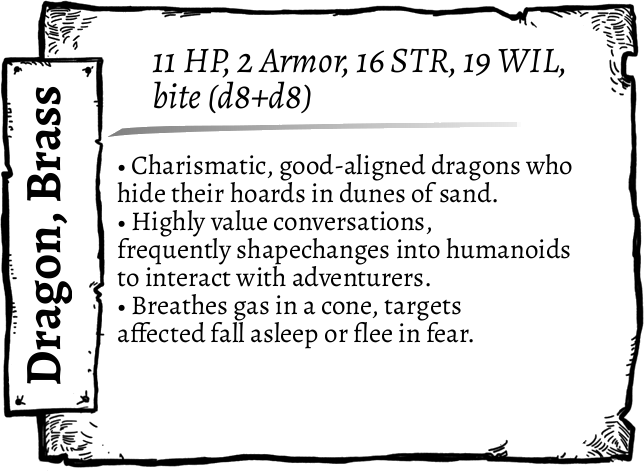 Dragon, Brass
11 HP, 2 Armor, 16 STR, 19 WIL,
bite (d8+d8)
• Charismatic, good-aligned dragons who
hide their hoards in dunes of sand.
• Highly value conversations,
frequently shapechanges into humanoids
to interact with adventurers.
• Breathes gas in a cone, targets
affected fall asleep or flee in fear.